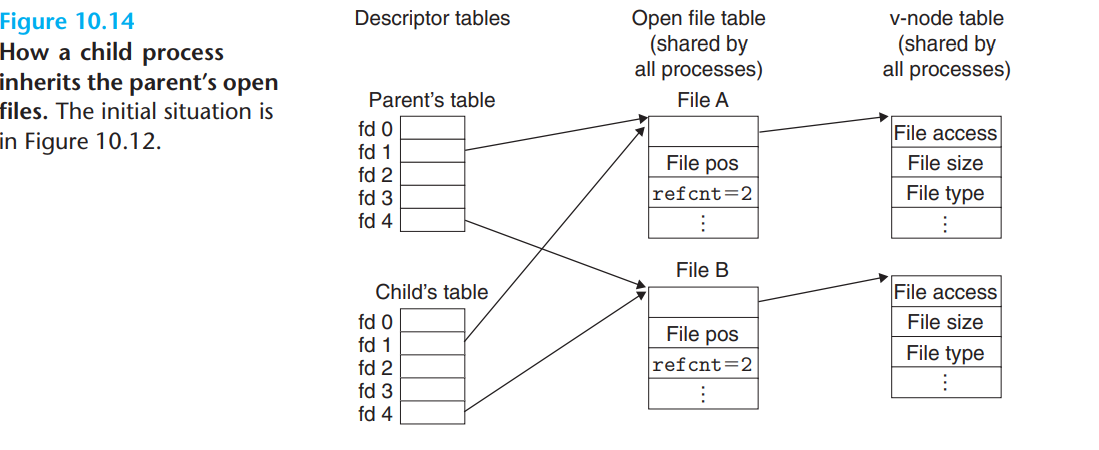 Figure 10.14
How a child process
inherits the parent's open
files. The initial situation is
in Figure 10.12.
Descriptor tables
Open file table
(shared by
all processes)
v-node table
(shared by
all processes)
Parent's table
fd 0
fd 1
fd 2
fd 3
fd 4
File A
File pos
refcnt=2
⋮
File access
File size
File type
⋮
Child's table
fd 0
fd 1
fd 2
fd 3
fd 4
File B
File pos
refcnt=2
⋮
File access
File size
File type
⋮